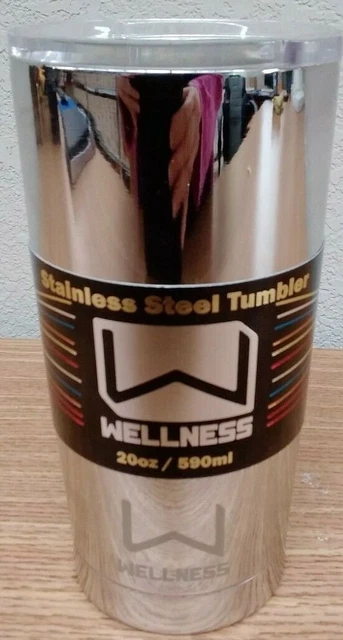 Stainless Steel Tumbler
W
WELLNESS
20oz / 590ml
W
WELLNESS